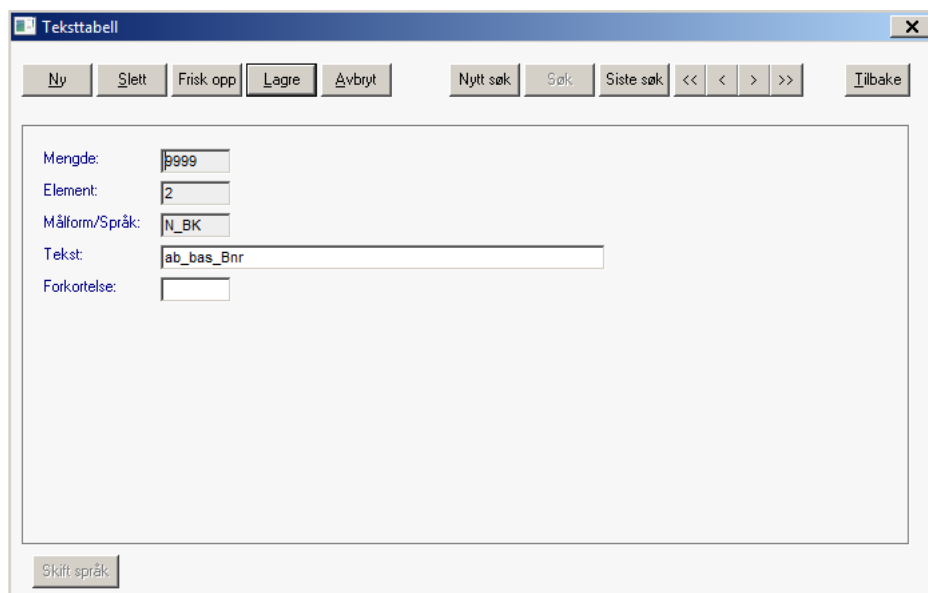 Teksttabell
Ny Slett Frisk opp Lagre Avbryt Nytt søk Søk Siste søk << < > >> Tilbake
Mengde: 9999
Element: 2
Målform/Språk: N_BK
Tekst: ab_bas_Bnr
Forkortelse:
Skift språk